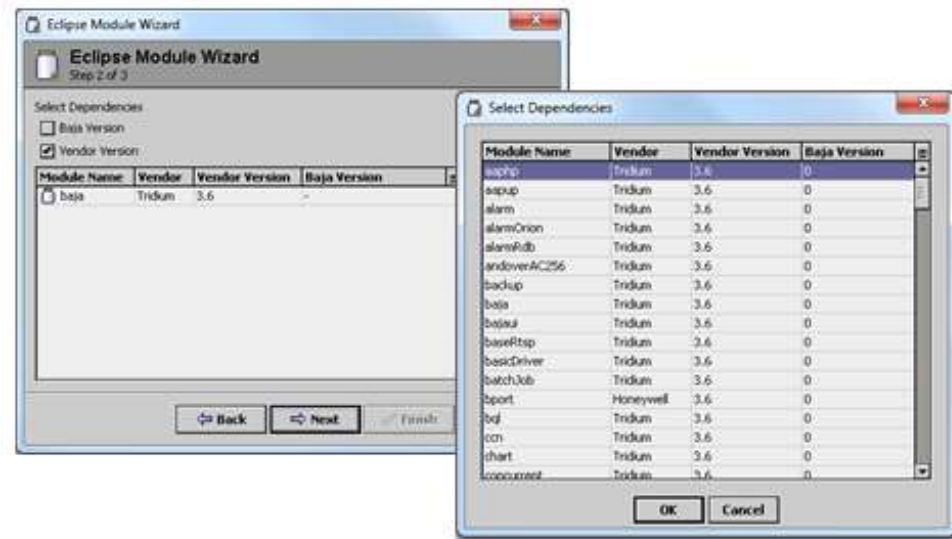 Eclipse Module Wizard
Eclipse Module Wizard
Step 2 of 3
Select Dependencies
Baja Version
Vendor Version
Module Name Vendor Vendor Version Baja Version
baja Tridium 3.6 -
Back Next Finish
Select Dependencies
Module Name Vendor Vendor Version Baja Version
aaphp Tridium 3.6 0
aapup Tridium 3.6 0
alarm Tridium 3.6 0
alarmOrion Tridium 3.6 0
alarmRdb Tridium 3.6 0
andoverAC256 Tridium 3.6 0
backup Tridium 3.6 0
baja Tridium 3.6 0
bajaui Tridium 3.6 0
baseRtsp Tridium 3.6 0
basicDriver Tridium 3.6 0
batchJob Tridium 3.6 0
bport Honeywell 3.6 0
bql Tridium 3.6 0
ccn Tridium 3.6 0
chart Tridium 3.6 0
concurrent Tridium 3.6 0
OK Cancel